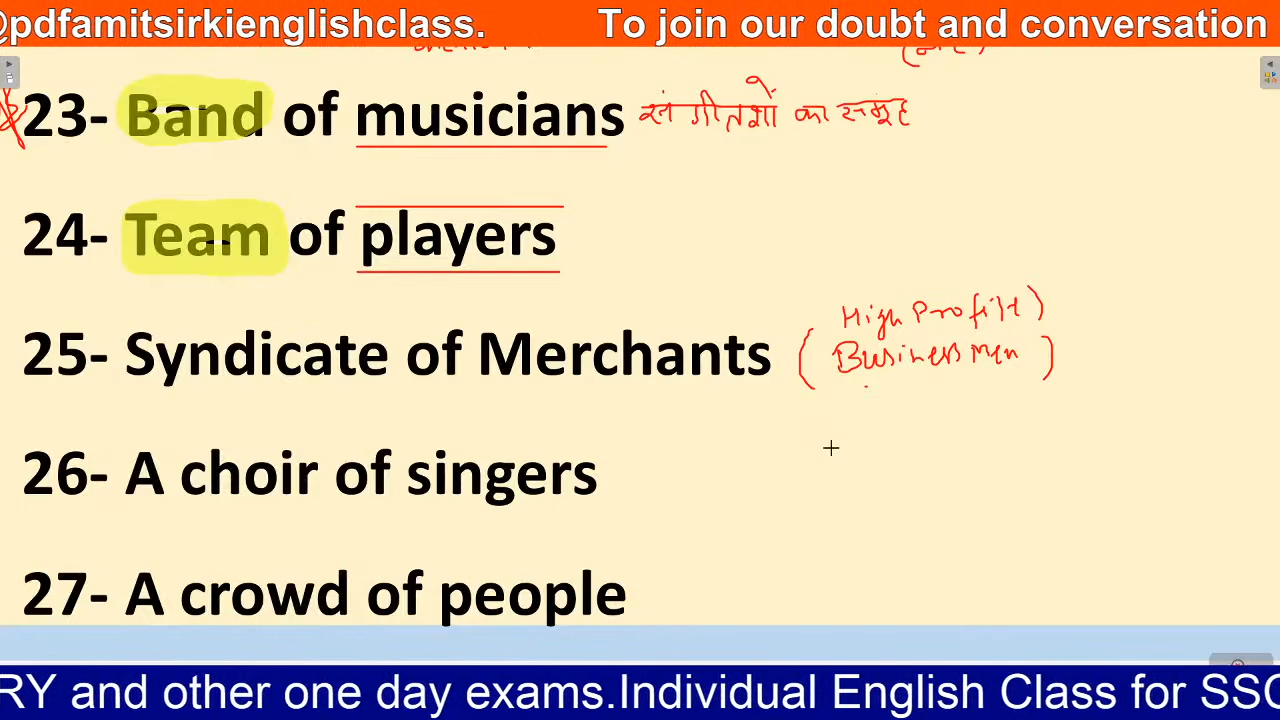 @pdfamitsirkienglishclass. To join our doubt and conversation
23- Band of musicians संगीतज्ञों का समूह
24- Team of players
25- Syndicate of Merchants ( High Profile ) ( Business Men )
26- A choir of singers
27- A crowd of people
RY and other one day exams.Individual English Class for SSC